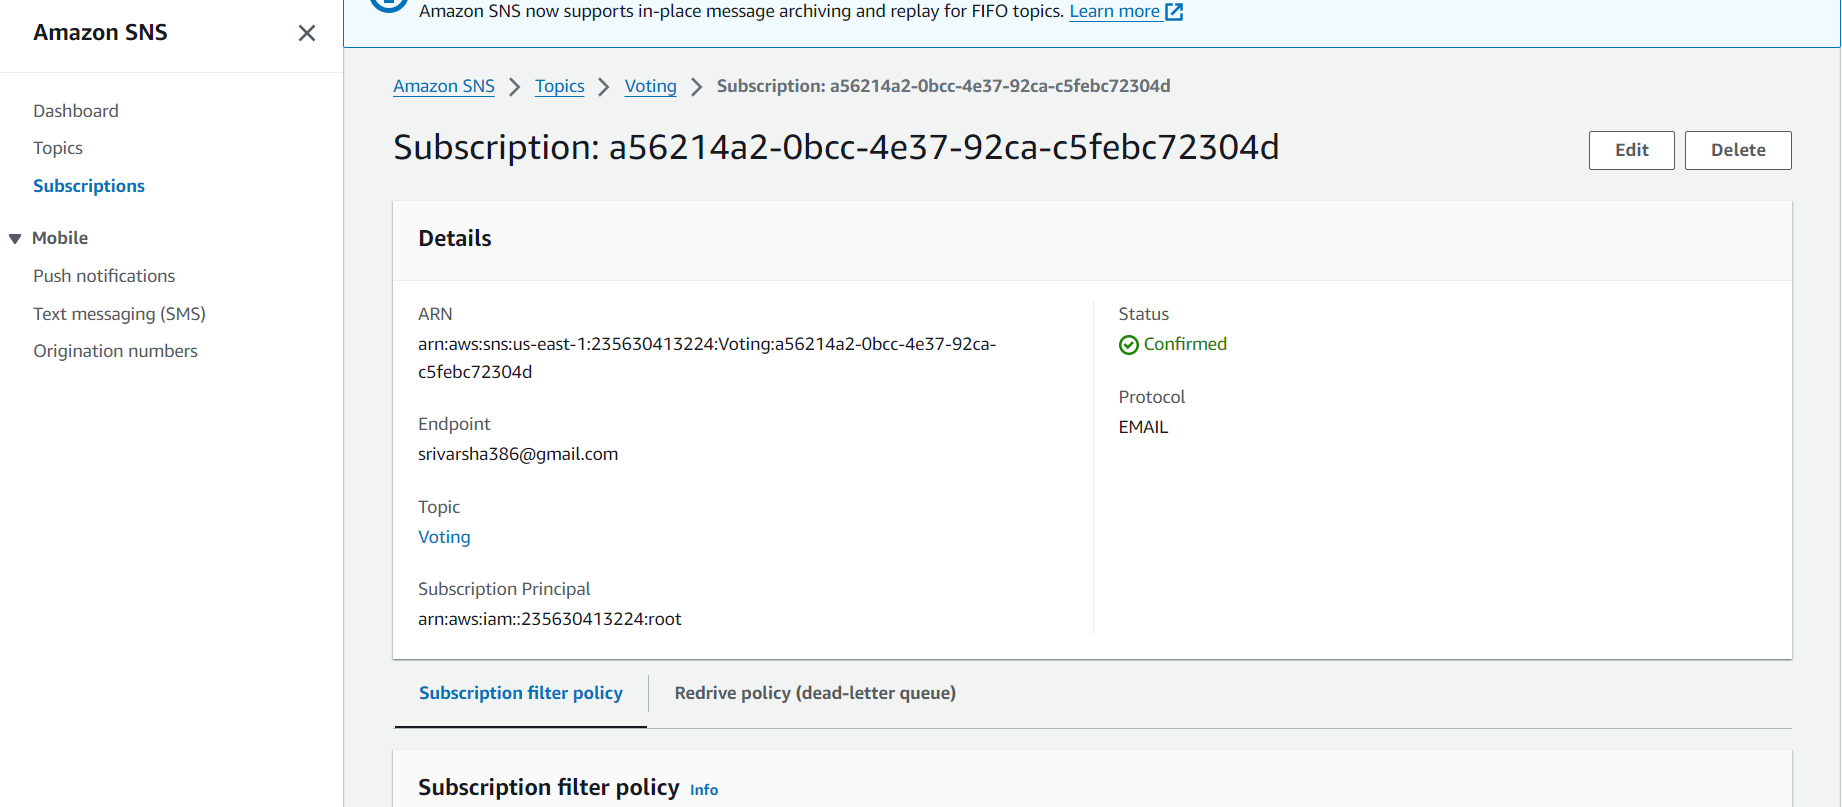 Amazon SNS
Dashboard
Topics
Subscriptions
Mobile
Push notifications
Text messaging (SMS)
Origination numbers
Amazon SNS now supports in-place message archiving and replay for FIFO topics. Learn more
Amazon SNS Topics Voting Subscription: a56214a2-0bcc-4e37-92ca-c5febc72304d
Subscription: a56214a2-0bcc-4e37-92ca-c5febc72304d
Edit Delete
Details
ARN
arn:aws:sns:us-east-1:235630413224:Voting:a56214a2-0bcc-4e37-92ca-
c5febc72304d
Endpoint
srivarsha386@gmail.com
Topic
Voting
Subscription Principal
arn:aws:iam::235630413224:root
Status
Confirmed
Protocol
EMAIL
Subscription filter policy Redrive policy (dead-letter queue)
Subscription filter policy Info